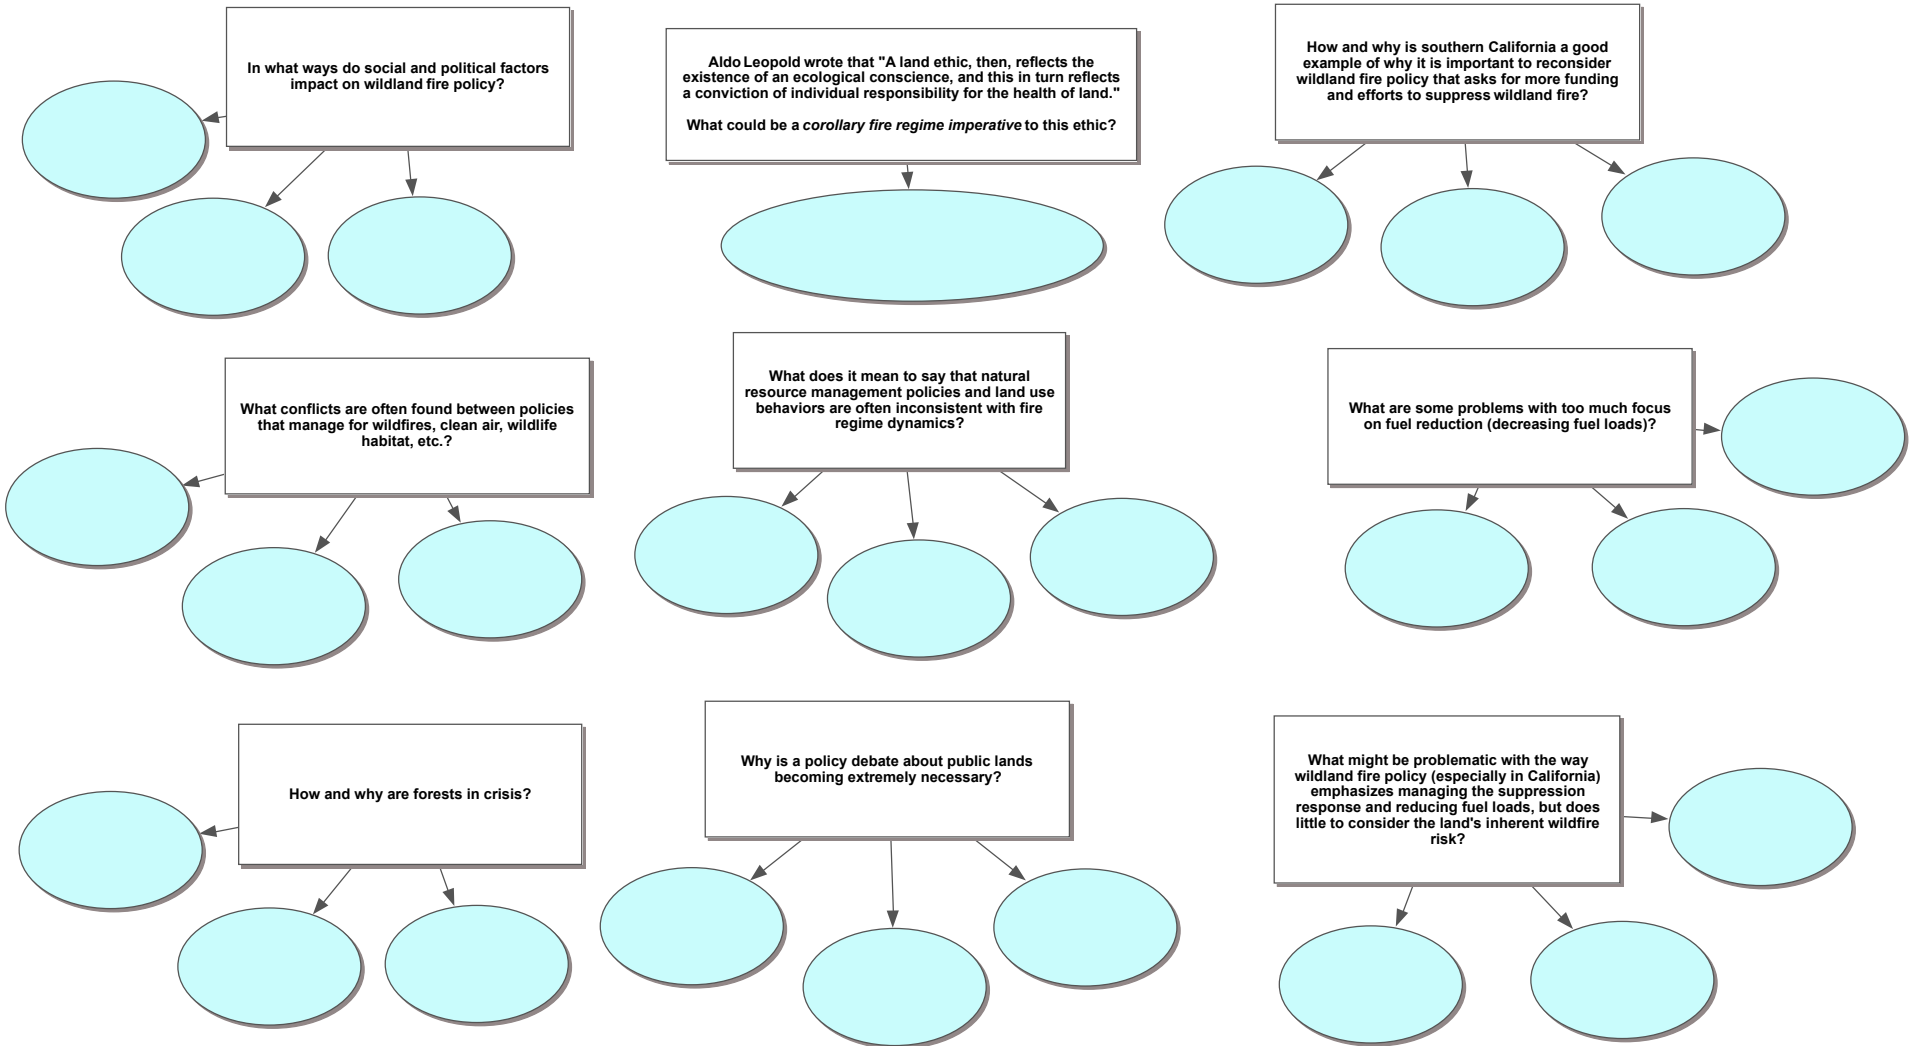 In what ways do social and political factors
impact on wildland fire policy?
Aldo Leopold wrote that "A land ethic, then, reflects the
existence of an ecological conscience, and this in turn reflects
a conviction of individual responsibility for the health of land."
What could be a corollary fire regime imperative to this ethic?
How and why is southern California a good
example of why it is important to reconsider
wildland fire policy that asks for more funding
and efforts to suppress wildland fire?
What conflicts are often found between policies
that manage for wildfires, clean air, wildlife
habitat, etc.?
What does it mean to say that natural
resource management policies and land use
behaviors are often inconsistent with fire
regime dynamics?
What are some problems with too much focus
on fuel reduction (decreasing fuel loads)?
How and why are forests in crisis?
Why is a policy debate about public lands
becoming extremely necessary?
What might be problematic with the way
wildland fire policy (especially in California)
emphasizes managing the suppression
response and reducing fuel loads, but does
little to consider the land's inherent wildfire
risk?